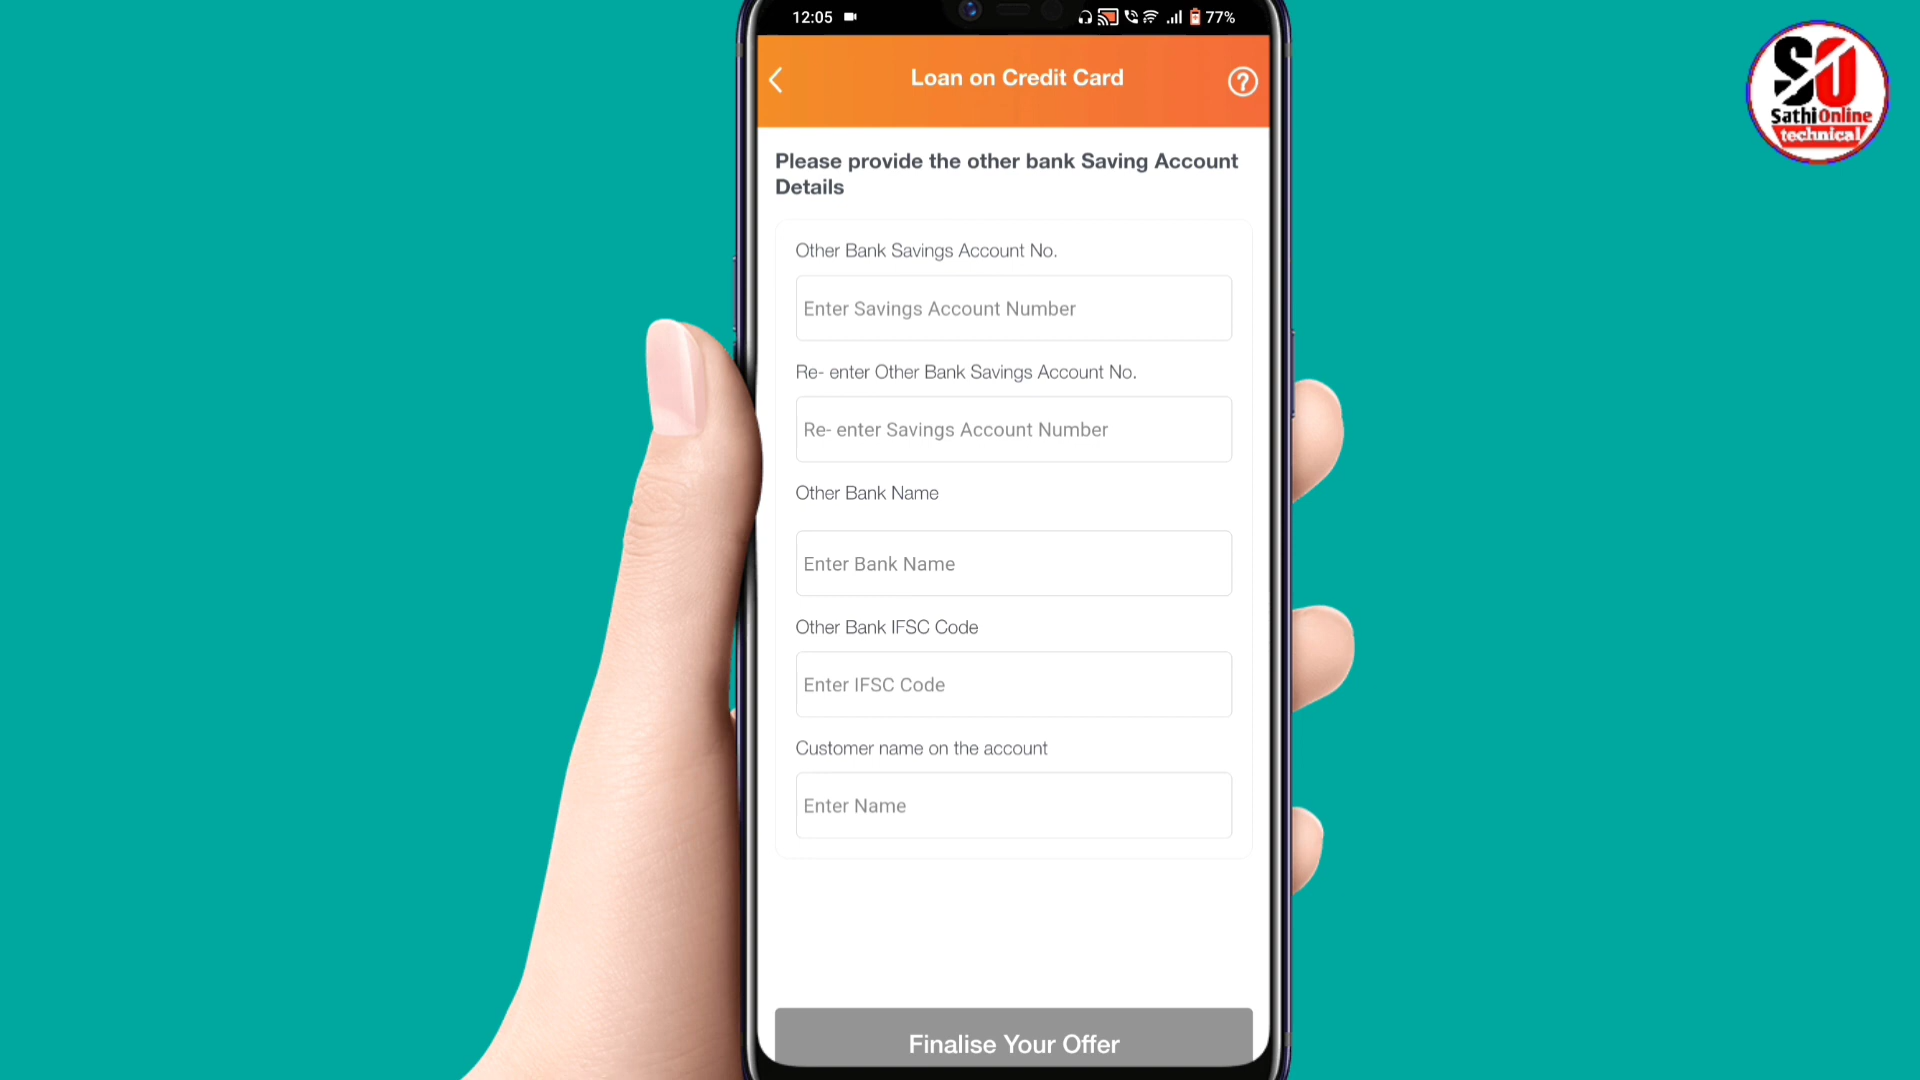 12:05
77%
Loan on Credit Card
?
Please provide the other bank Saving Account
Details
Other Bank Savings Account No.
Enter Savings Account Number
Re- enter Other Bank Savings Account No.
Re- enter Savings Account Number
Other Bank Name
Enter Bank Name
Other Bank IFSC Code
Enter IFSC Code
Customer name on the account
Enter Name
Finalise Your Offer
SO
Sathi Online
technical